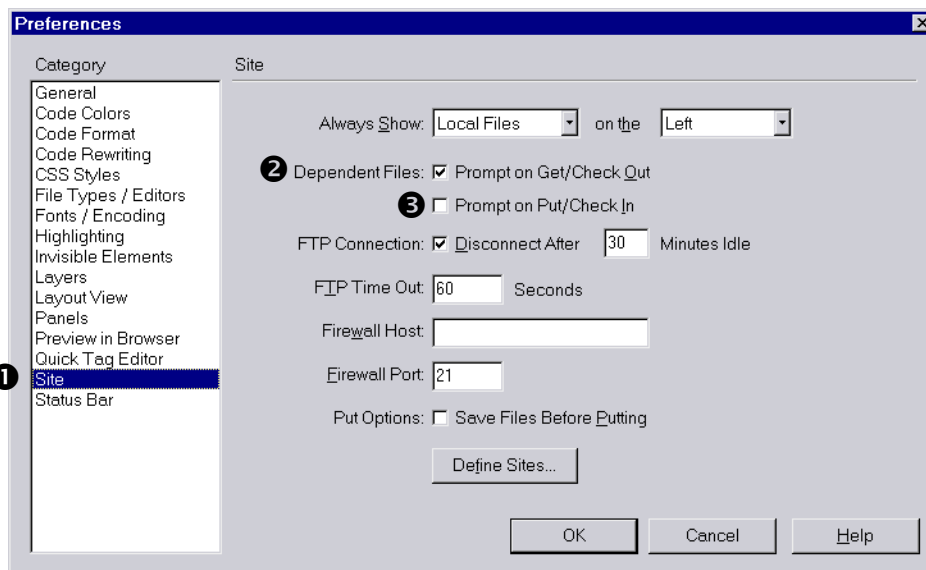 Preferences
Category
Site
General
Code Colors
Code Format
Code Rewriting
CSS Styles
File Types / Editors
Fonts / Encoding
Highlighting
Invisible Elements
Layers
Layout View
Panels
Preview in Browser
Quick Tag Editor
❶ Site
Status Bar
Always Show: Local Files on the Left
❷ Dependent Files: Prompt on Get/Check Out
❸ Prompt on Put/Check In
FTP Connection: Disconnect After 30 Minutes Idle
FTP Time Out: 60 Seconds
Firewall Host:
Firewall Port: 21
Put Options: Save Files Before Putting
Define Sites...
OK Cancel Help